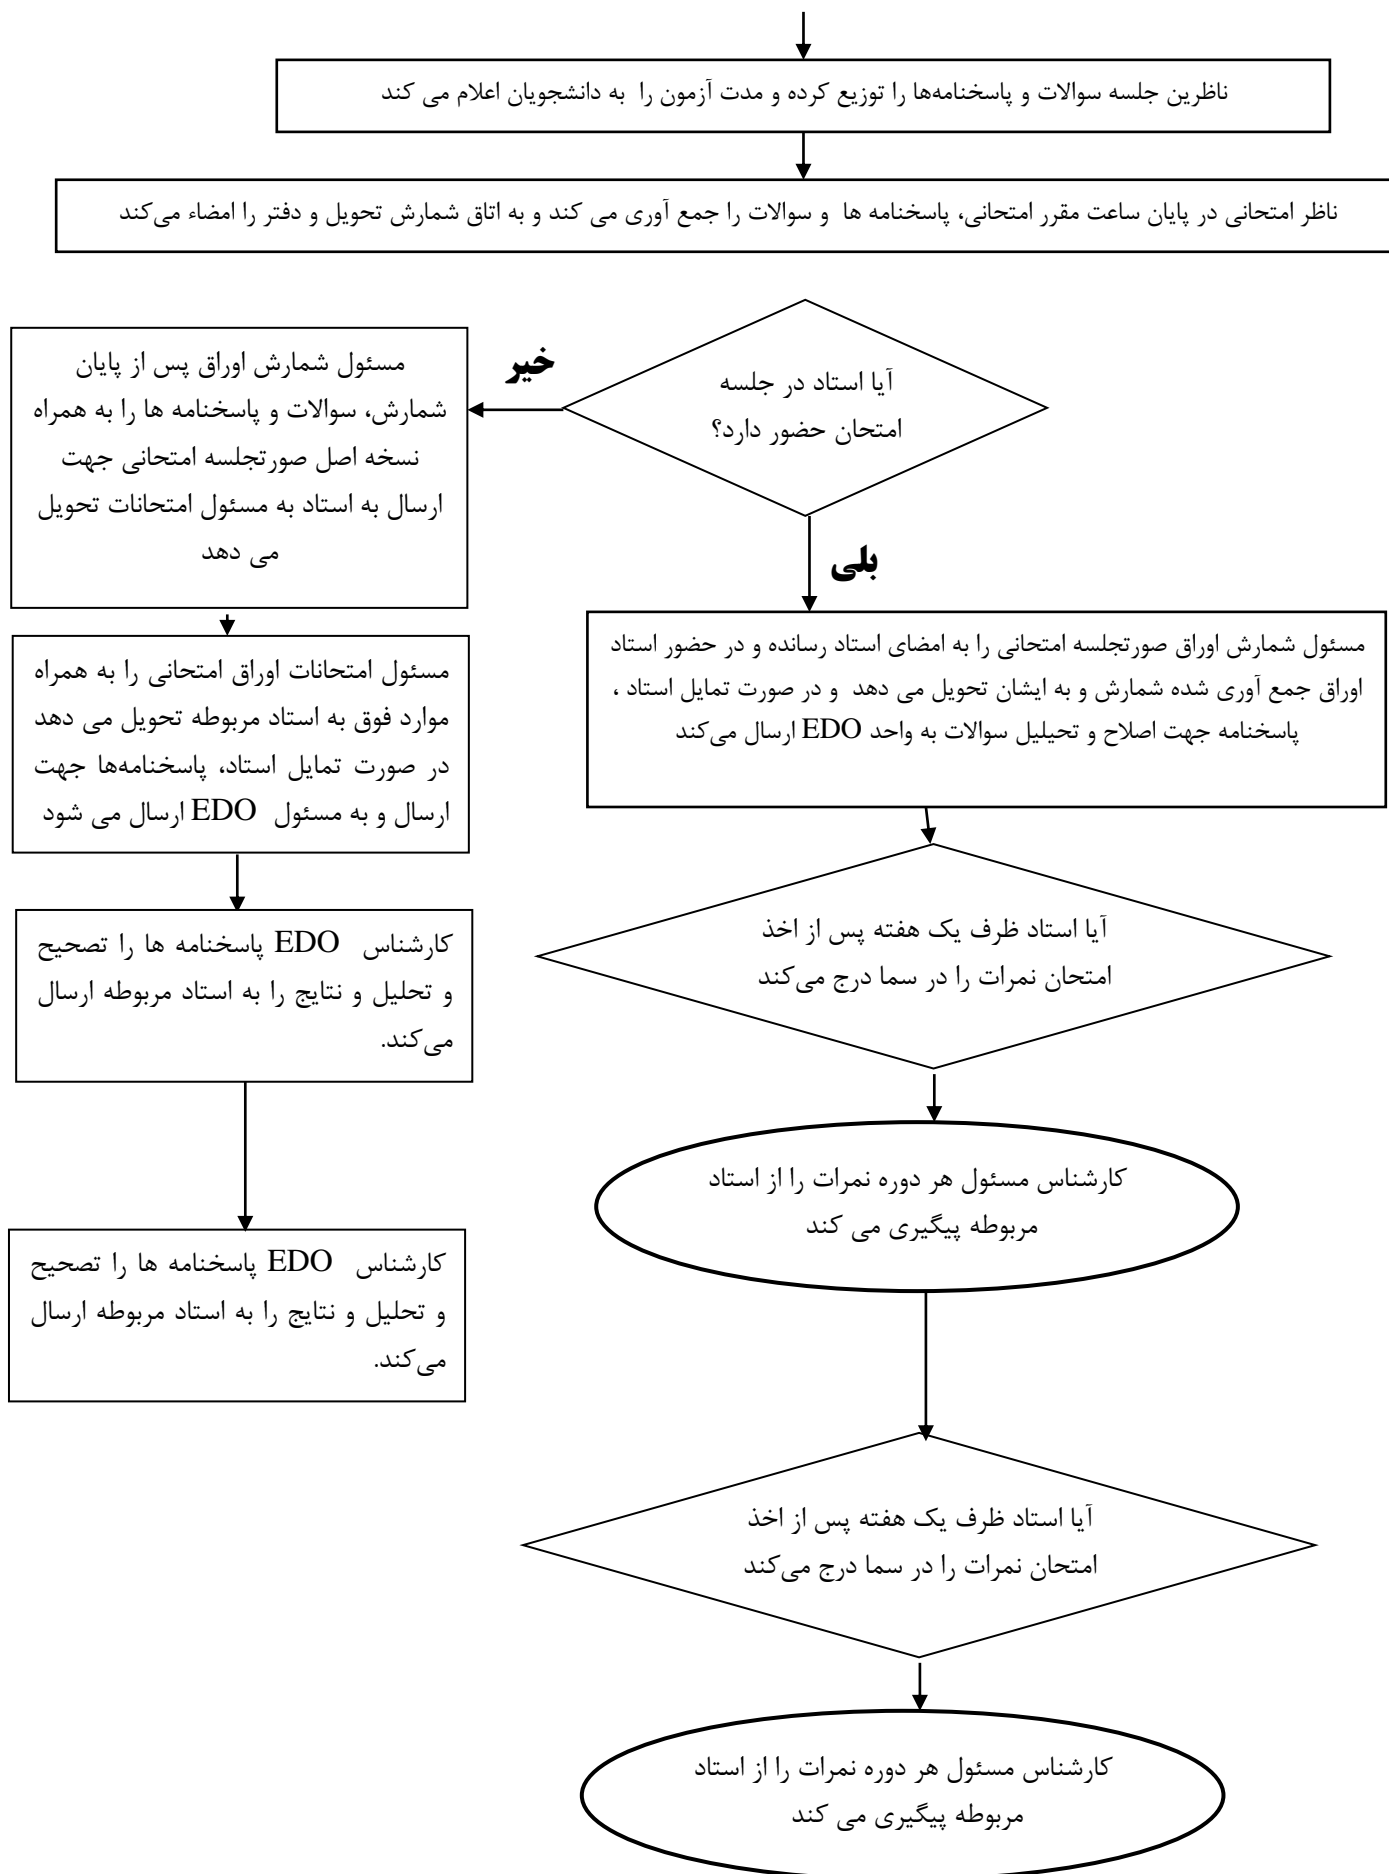 ناظرین جلسه سوالات و پاسخنامه‌ها را توزیع کرده و مدت آزمون را به دانشجویان اعلام می کند
ناظر امتحانی در پایان ساعت مقرر امتحانی، پاسخنامه ها و سوالات را جمع آوری می کند و به اتاق شمارش تحویل و دفتر را امضاء می‌کند
آیا استاد در جلسه
امتحان حضور دارد؟
خیر
مسئول شمارش اوراق پس از پایان
شمارش، سوالات و پاسخنامه ها را به همراه
نسخه اصل صورتجلسه امتحانی جهت
ارسال به استاد به مسئول امتحانات تحویل
می دهد
بلی
مسئول شمارش اوراق صورتجلسه امتحانی را به امضای استاد رسانده و در حضور استاد
اوراق جمع آوری شده شمارش و به ایشان تحویل می دهد و در صورت تمایل استاد ،
پاسخنامه جهت اصلاح و تحیلیل سوالات به واحد EDO ارسال می‌کند
مسئول امتحانات اوراق امتحانی را به همراه
موارد فوق به استاد مربوطه تحویل می دهد
در صورت تمایل استاد، پاسخنامه‌ها جهت
ارسال و به مسئول EDO ارسال می شود
آیا استاد ظرف یک هفته پس از اخذ
امتحان نمرات را در سما درج می‌کند
کارشناس EDO پاسخنامه ها را تصحیح
و تحلیل و نتایج را به استاد مربوطه ارسال
می‌کند.
کارشناس مسئول هر دوره نمرات را از استاد
مربوطه پیگیری می کند
کارشناس EDO پاسخنامه ها را تصحیح
و تحلیل و نتایج را به استاد مربوطه ارسال
می‌کند.
آیا استاد ظرف یک هفته پس از اخذ
امتحان نمرات را در سما درج می‌کند
کارشناس مسئول هر دوره نمرات را از استاد
مربوطه پیگیری می کند